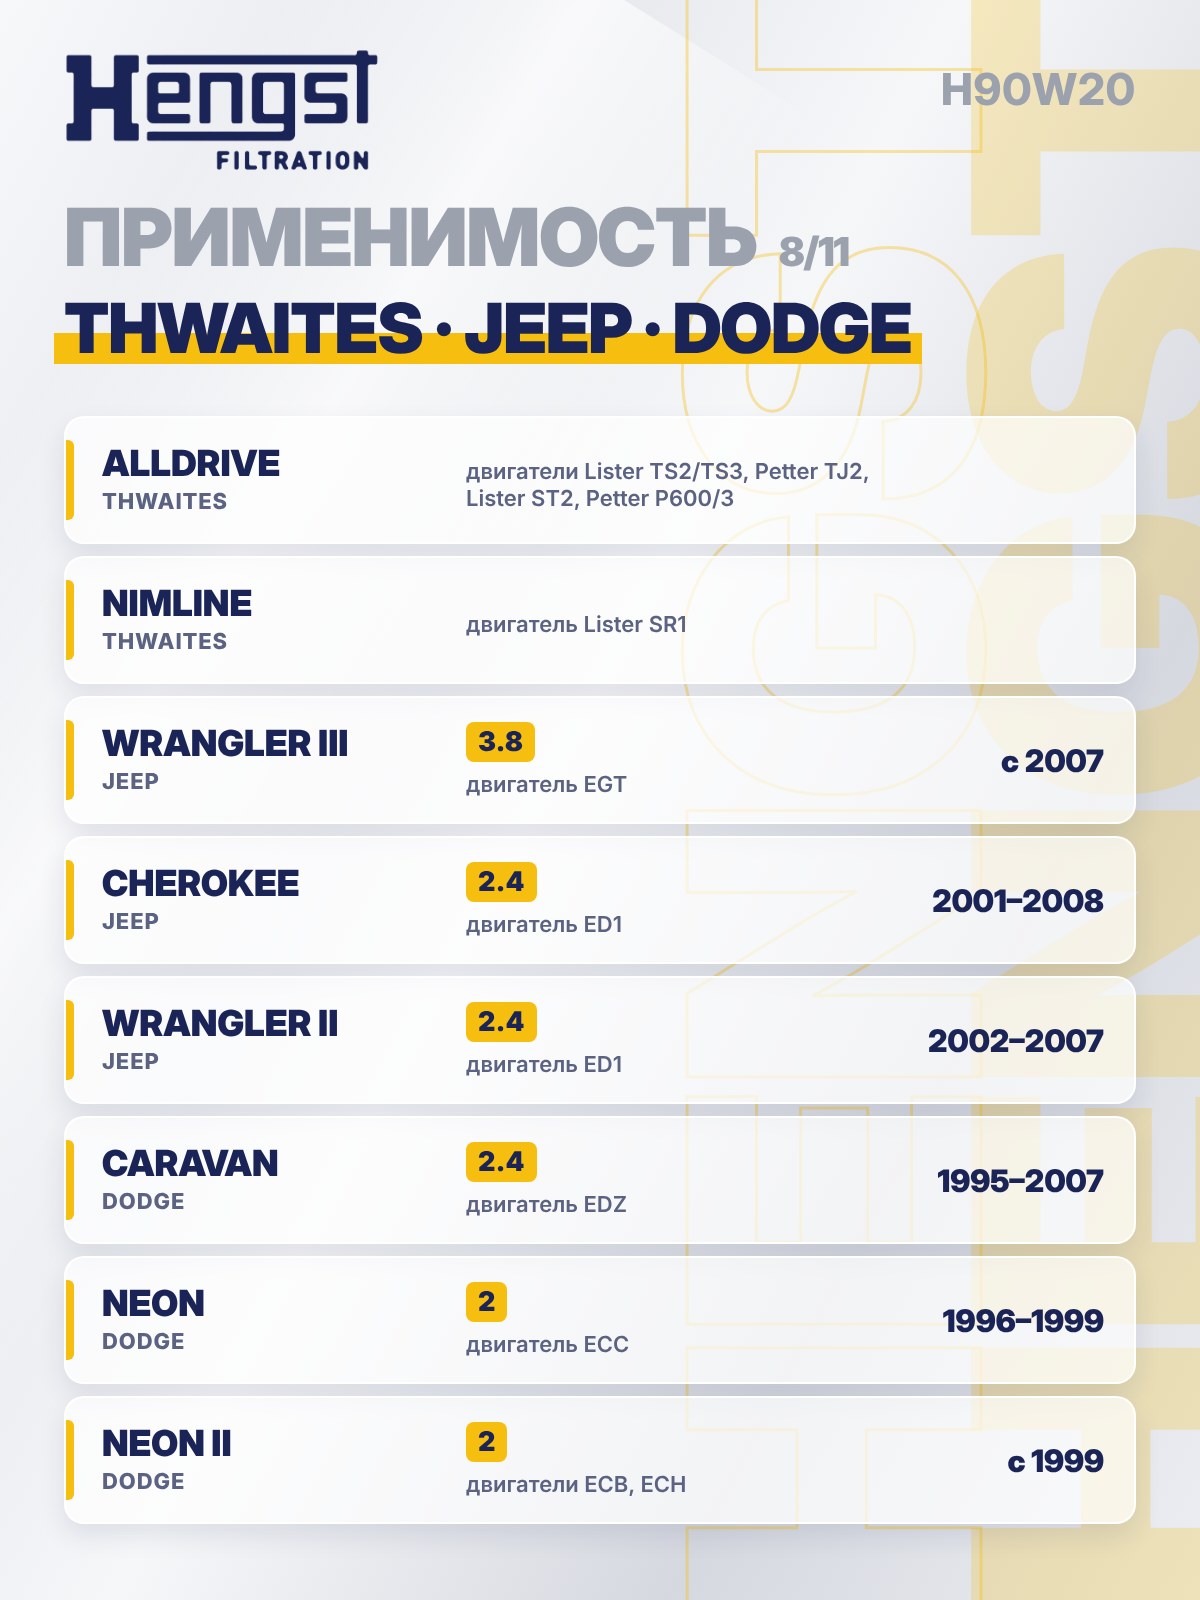 Hengst
FILTRATION
H90W20
ПРИМЕНИМОСТЬ 8/11
THWAITES · JEEP · DODGE
ALLDRIVE
THWAITES
двигатели Lister TS2/TS3, Petter TJ2,
Lister ST2, Petter P600/3
NIMLINE
THWAITES
двигатель Lister SR1
WRANGLER III
JEEP
3.8
двигатель EGT
с 2007
CHEROKEE
JEEP
2.4
двигатель ED1
2001–2008
WRANGLER II
JEEP
2.4
двигатель ED1
2002–2007
CARAVAN
DODGE
2.4
двигатель EDZ
1995–2007
NEON
DODGE
2
двигатель ECC
1996–1999
NEON II
DODGE
2
двигатели ECB, ECH
с 1999
HENGST
HENGST